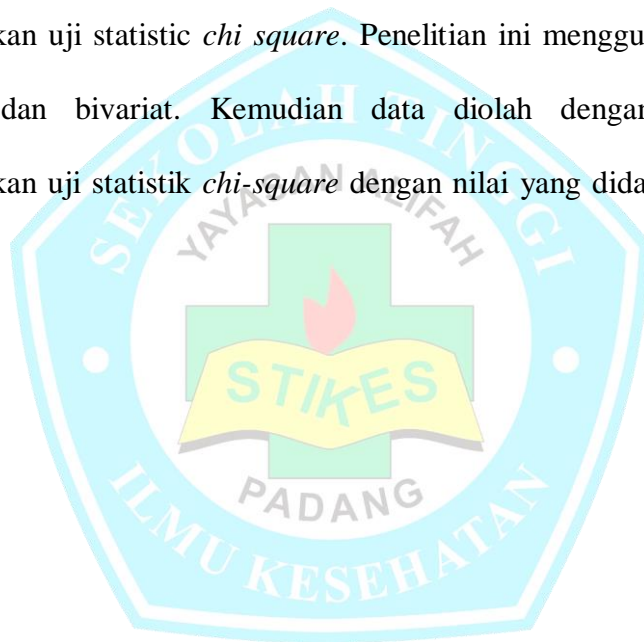 kan uji statistic chi square. Penelitian ini menggu
dan bivariat. Kemudian data diolah dengan
kan uji statistik chi-square dengan nilai yang dida
SEKOLAH TINGGI
YAYASAN ALIFAH
STIKES
PADANG
ILMU KESEHATAN